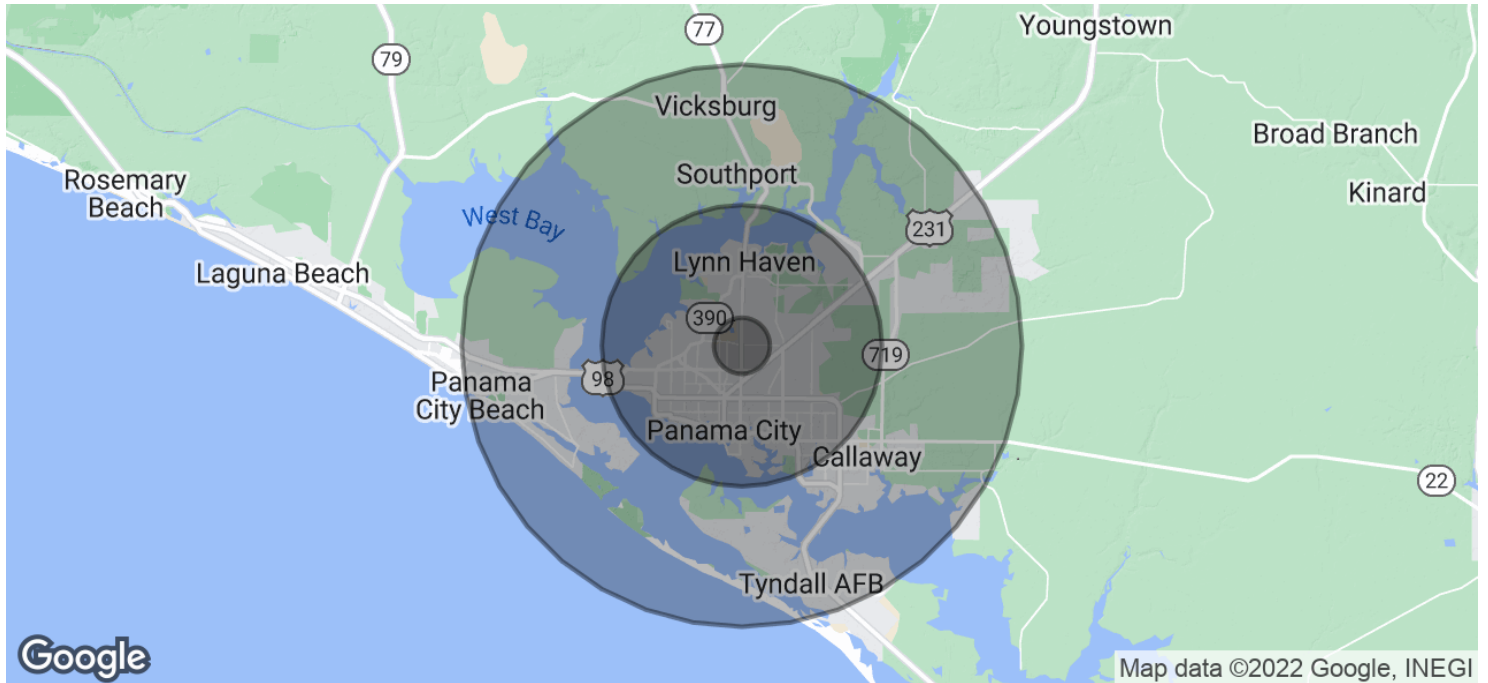 Youngstown
77
79
Vicksburg
Broad Branch
Southport
Rosemary
Beach
Kinard
West Bay
231
Lynn Haven
Laguna Beach
390
719
98
Panama
City Beach
Panama City
Callaway
22
Tyndall AFB
Google
Map data ©2022 Google, INEGI